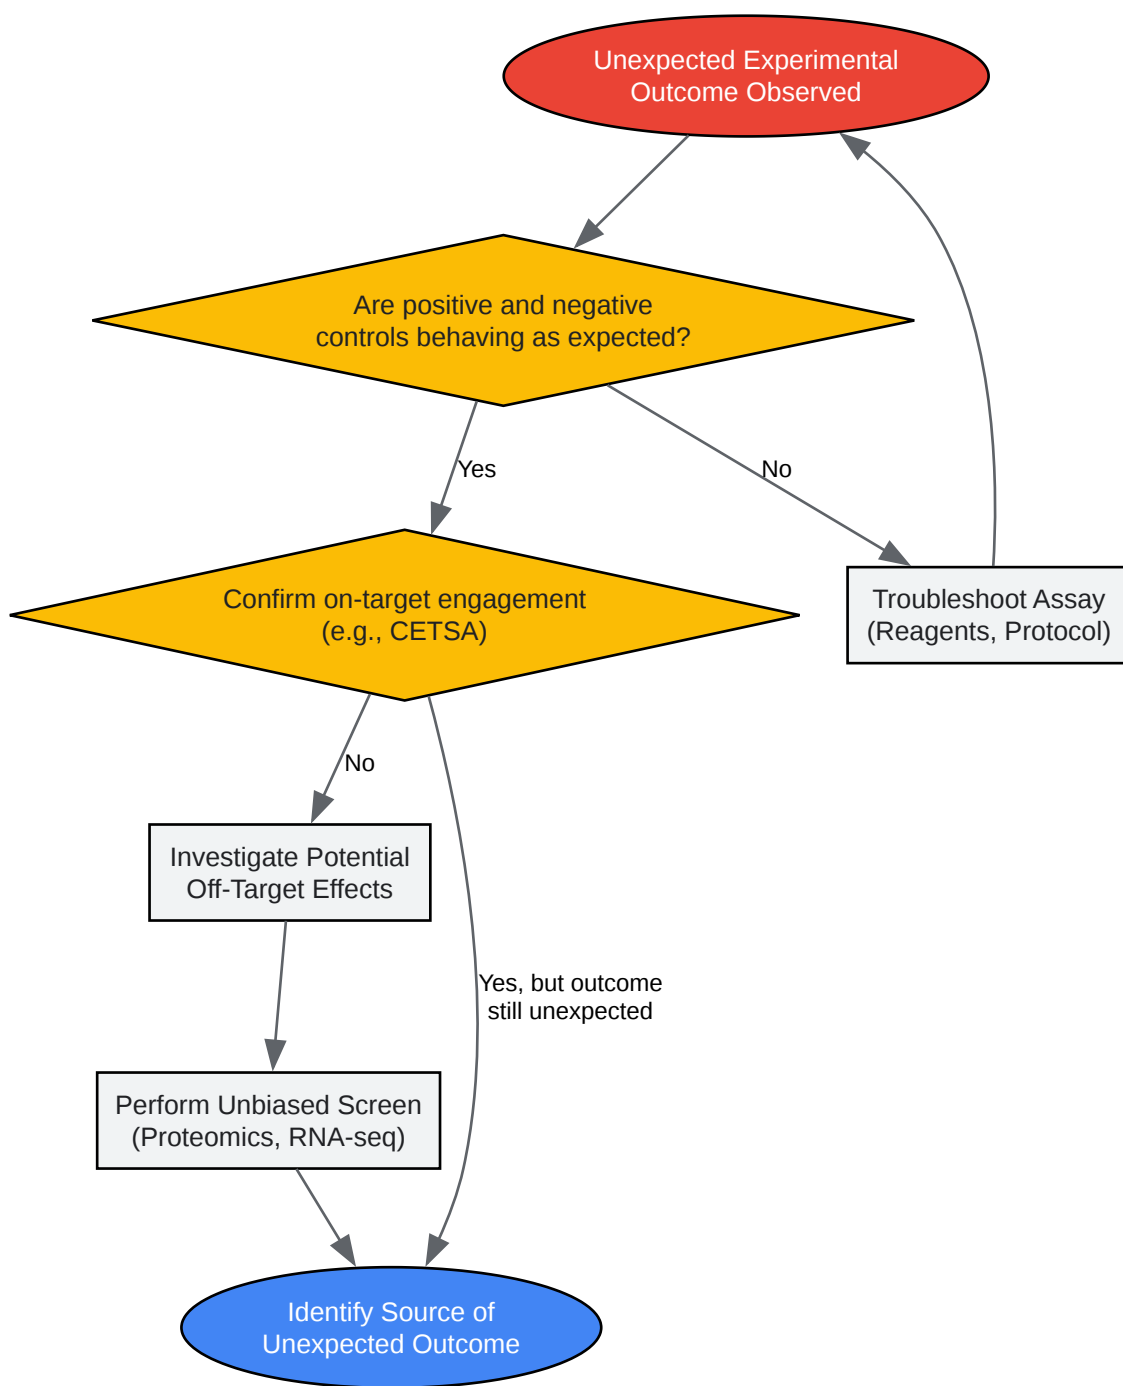 Unexpected Experimental
Outcome Observed
Are positive and negative
controls behaving as expected?
Yes
No
Confirm on-target engagement
(e.g., CETSA)
Troubleshoot Assay
(Reagents, Protocol)
No
Investigate Potential
Off-Target Effects
Yes, but outcome
still unexpected
Perform Unbiased Screen
(Proteomics, RNA-seq)
Identify Source of
Unexpected Outcome